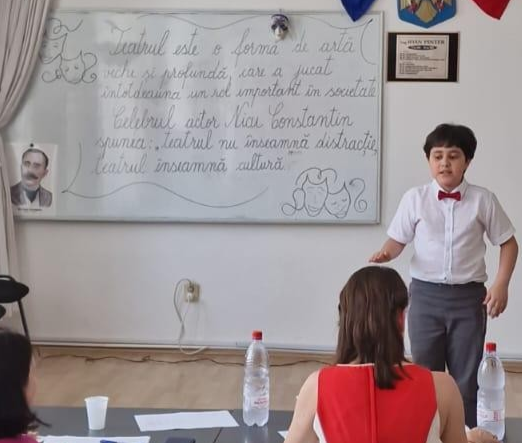 Teatrul este o formă de artă
veche și profundă, care a jucat
întotdeauna un rol important în societate
Celebrul actor Nicu Constantin
spunea: „teatrul nu înseamnă distracție,
teatrul înseamnă cultură.